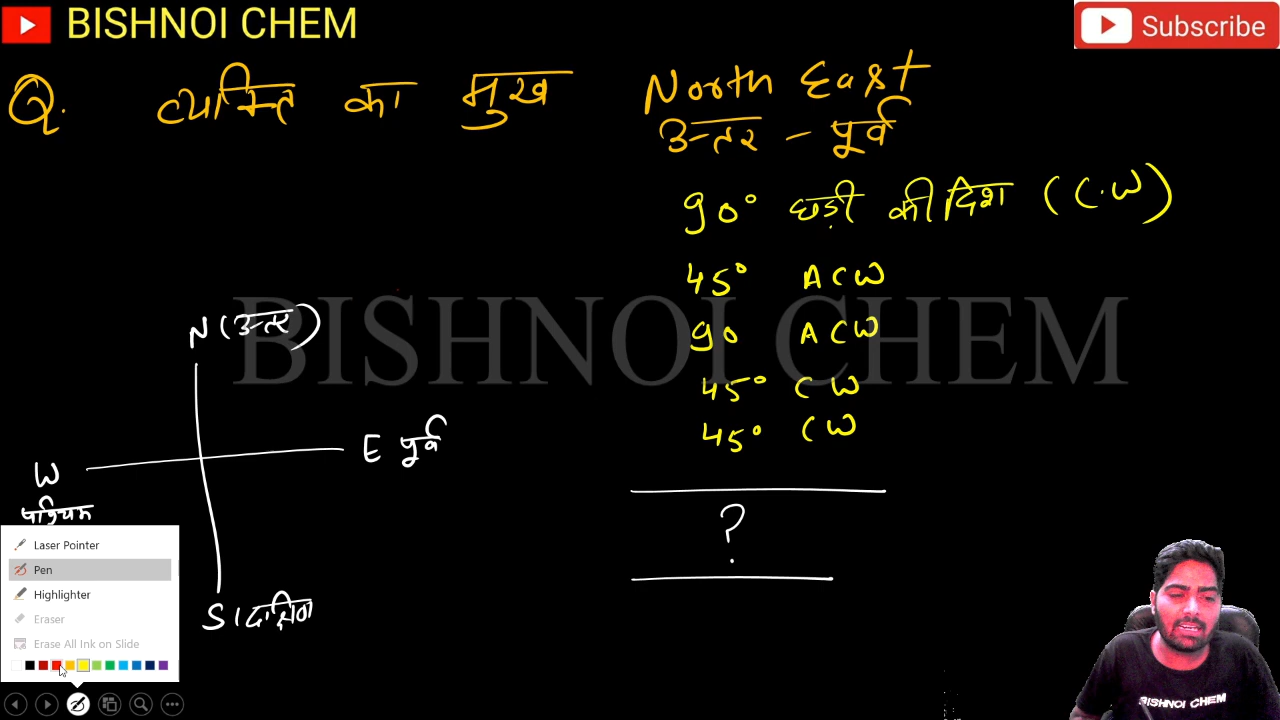 BISHNOI CHEM
Subscribe
Q. व्यक्ति का मुख North East
उत्तर - पूर्व
90° घड़ी की दिशा (C.W)
45° ACW
90 ACW
45° CW
45° CW
?
BISHNOI CHEM
N (उत्तर)
E पूर्व
W
पश्चिम
S (दक्षिण
Laser Pointer
Pen
Highlighter
Eraser
Erase All Ink on Slide
BISHNOI CHEM